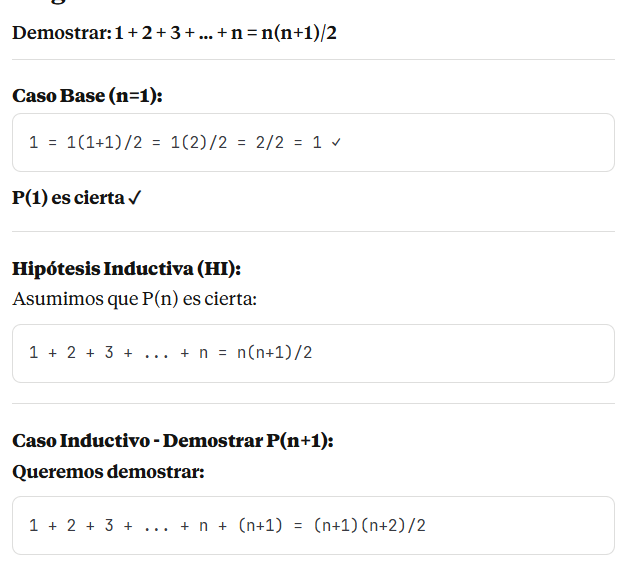 Demostrar: 1 + 2 + 3 + ... + n = n(n+1)/2
Caso Base (n=1):
1 = 1(1+1)/2 = 1(2)/2 = 2/2 = 1 ✓
P(1) es cierta ✓
Hipótesis Inductiva (HI):
Asumimos que P(n) es cierta:
1 + 2 + 3 + ... + n = n(n+1)/2
Caso Inductivo - Demostrar P(n+1):
Queremos demostrar:
1 + 2 + 3 + ... + n + (n+1) = (n+1)(n+2)/2